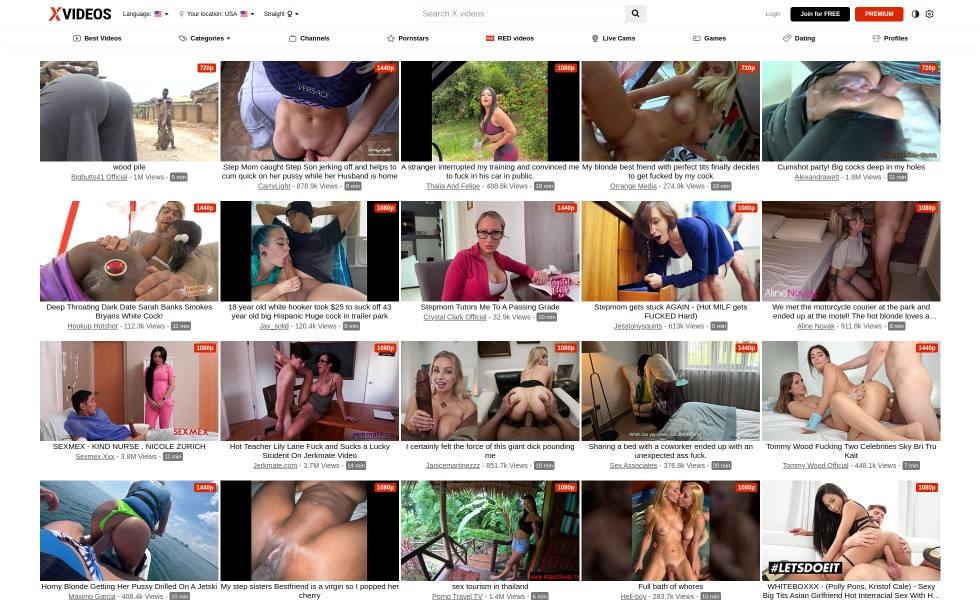 XVIDEOS Language: Your location: USA Straight Search X videos Login Join for FREE PREMIUM
Best Videos Categories Channels Pornstars RED videos Live Cams Games Dating Profiles
720p 1440p 1080p 720p 720p
VERSACE
CarryLight
wood pile
Bigbutts41 Official - 1M Views - 5 min
Step Mom caught Step Son jerking off and helps to
cum quick on her pussy while her Husband is home
CarryLight - 878.9k Views - 8 min
A stranger interrupted my training and convinced me
to fuck in his car in public.
Thalia And Felipe - 488.8k Views - 18 min
My blonde best friend with perfect tits finally decides
to get fucked by my cock
Orrange Media - 274.9k Views - 19 min
Cumshot party! Big cocks deep in my holes
Alexandrawett - 1.8M Views - 11 min
1440p 1080p 1440p 1080p 1080p
Aline Novak
Deep Throating Dark Date Sarah Banks Smokes
Bryans White Cock!
Hookup Hotshot - 112.3k Views - 11 min
18 year old white hooker took $25 to suck off 43
year old big Hispanic Huge cock in trailer park
Jay_solid - 120.4k Views - 9 min
Stepmom Tutors Me To A Passing Grade
Crystal Clark Official - 32.9k Views - 10 min
Stepmom gets stuck AGAIN - (Hot MILF gets
FUCKED Hard)
Jesstonysquirts - 613k Views - 5 min
We met the motorcycle courier at the park and
ended up at the motel! The hot blonde loves a...
Aline Novak - 911.8k Views - 6 min
1080p 1080p 1080p 1440p 1440p
SEXMEX
jerkmate
SEXMEX - KIND NURSE . NICOLE ZURICH
Sexmex Xxx - 3.8M Views - 11 min
Hot Teacher Lily Lane Fuck and Sucks a Lucky
Student On Jerkmate Video
Jerkmate.com - 3.7M Views - 14 min
I certainly felt the force of this giant dick pounding
me
Janicemartinezzz - 851.7k Views - 10 min
Sharing a bed with a coworker ended up with an
unexpected ass fuck.
Sex Associates - 376.8k Views - 20 min
Tommy Wood Fucking Two Celebrities Sky Bri Tru
Kait
Tommy Wood Official - 448.1k Views - 7 min
1440p 1080p 1080p 1080p 1080p
#LETSDOEIT
Horny Blonde Getting Her Pussy Drilled On A Jetski
Maximo Garcia - 408.4k Views - 10 min
My step sisters Bestfriend is a virgin so I popped her
cherry
sex tourism in thailand
Porno Travel TV - 1.4M Views - 6 min
Full bath of whores
Hell-boy - 283.7k Views - 10 min
WHITEBOXXX - (Polly Pons, Kristof Cale) - Sexy
Big Tits Asian Girlfriend Hot Interracial Sex With H...